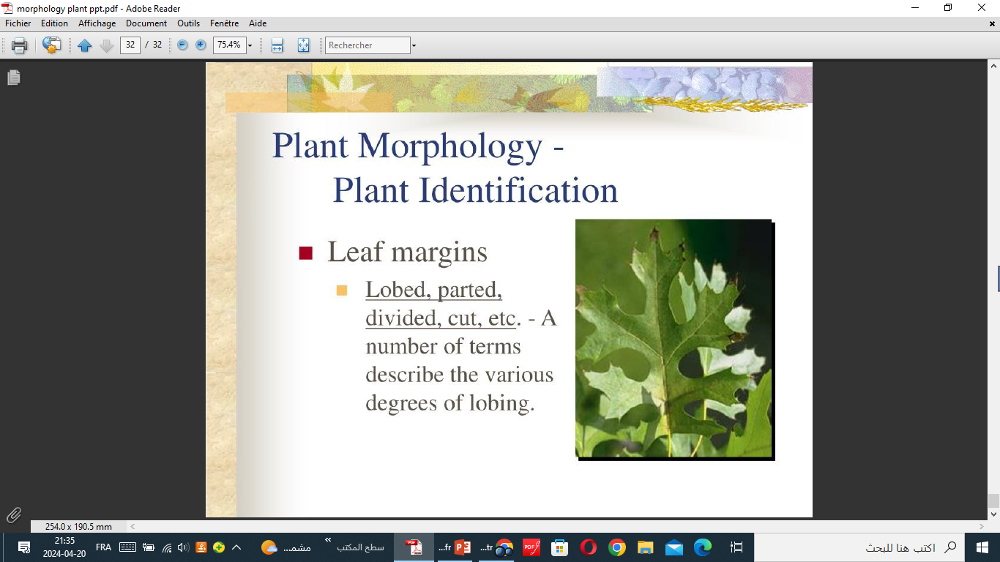 morphology plant ppt.pdf - Adobe Reader
Fichier Edition Affichage Document Outils Fenêtre Aide
32 / 32 75.4% Rechercher
Plant Morphology -
Plant Identification
Leaf margins
Lobed, parted,
divided, cut, etc. - A
number of terms
describe the various
degrees of lobing.
254.0 x 190.5 mm
21:35
2024-04-20
FRA
مشم...
سطح المكتب
...fr
...tr
PDF
اكتب هنا للبحث